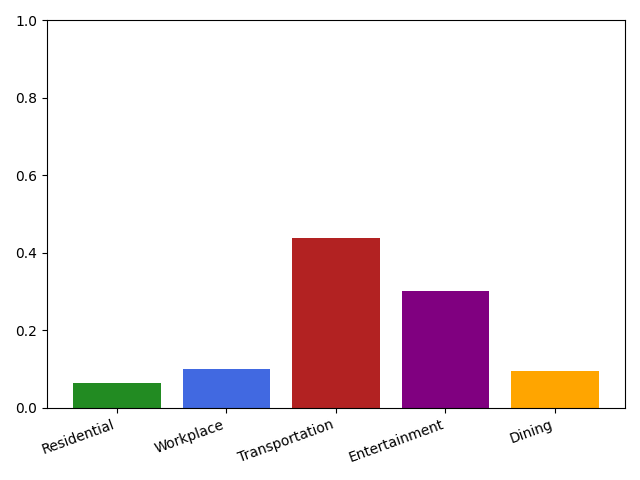 1.0
0.8
0.6
0.4
0.2
0.0
Residential
Workplace
Transportation
Entertainment
Dining